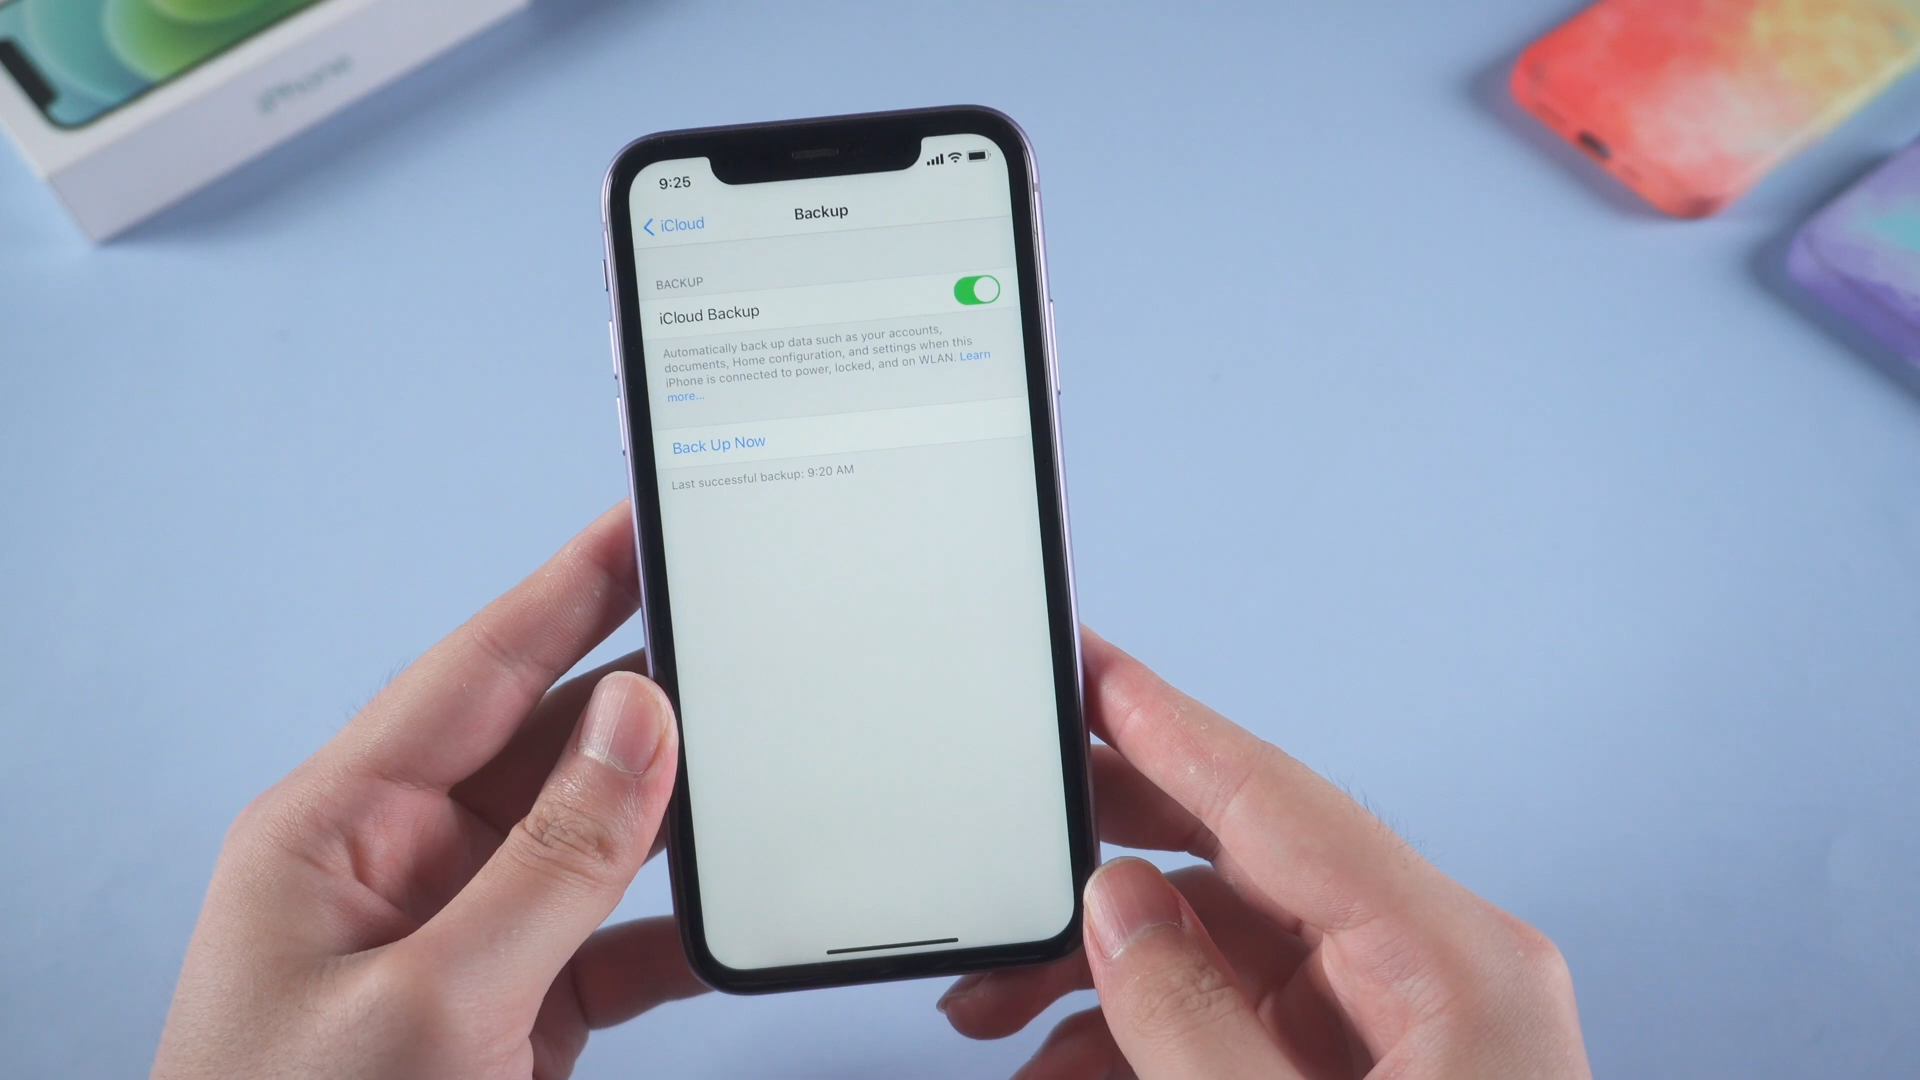 iPhone
9:25
iCloud
Backup
BACKUP
iCloud Backup
Automatically back up data such as your accounts,
documents, Home configuration, and settings when this
iPhone is connected to power, locked, and on WLAN. Learn
more...
Back Up Now
Last successful backup: 9:20 AM